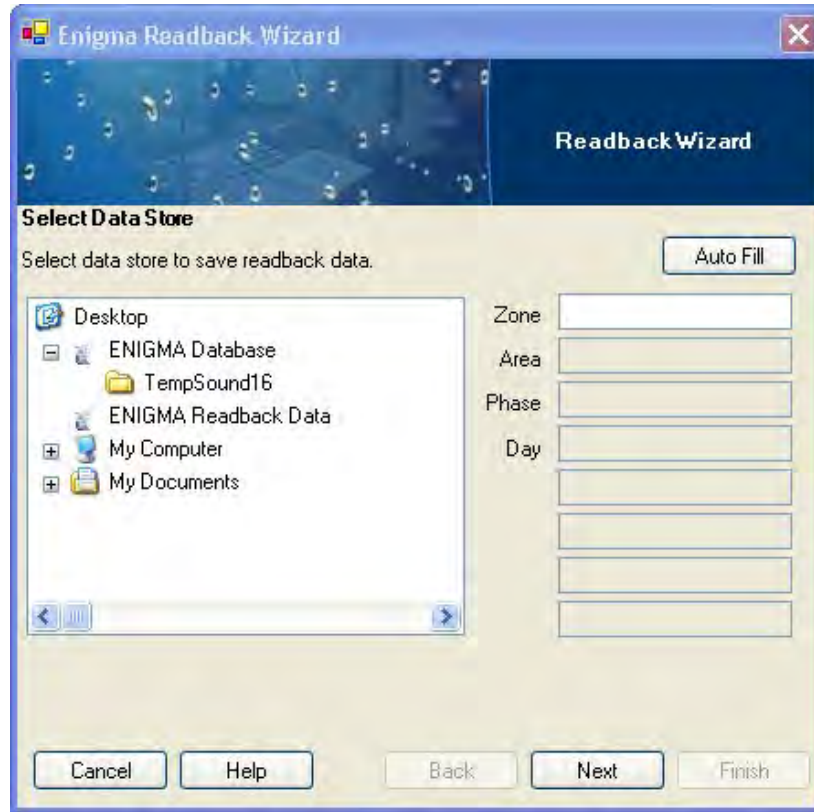 Enigma Readback Wizard
Readback Wizard
Select Data Store
Select data store to save readback data.
Auto Fill
Desktop
ENIGMA Database
TempSound16
ENIGMA Readback Data
My Computer
My Documents
Zone
Area
Phase
Day
Cancel
Help
Back
Next
Finish